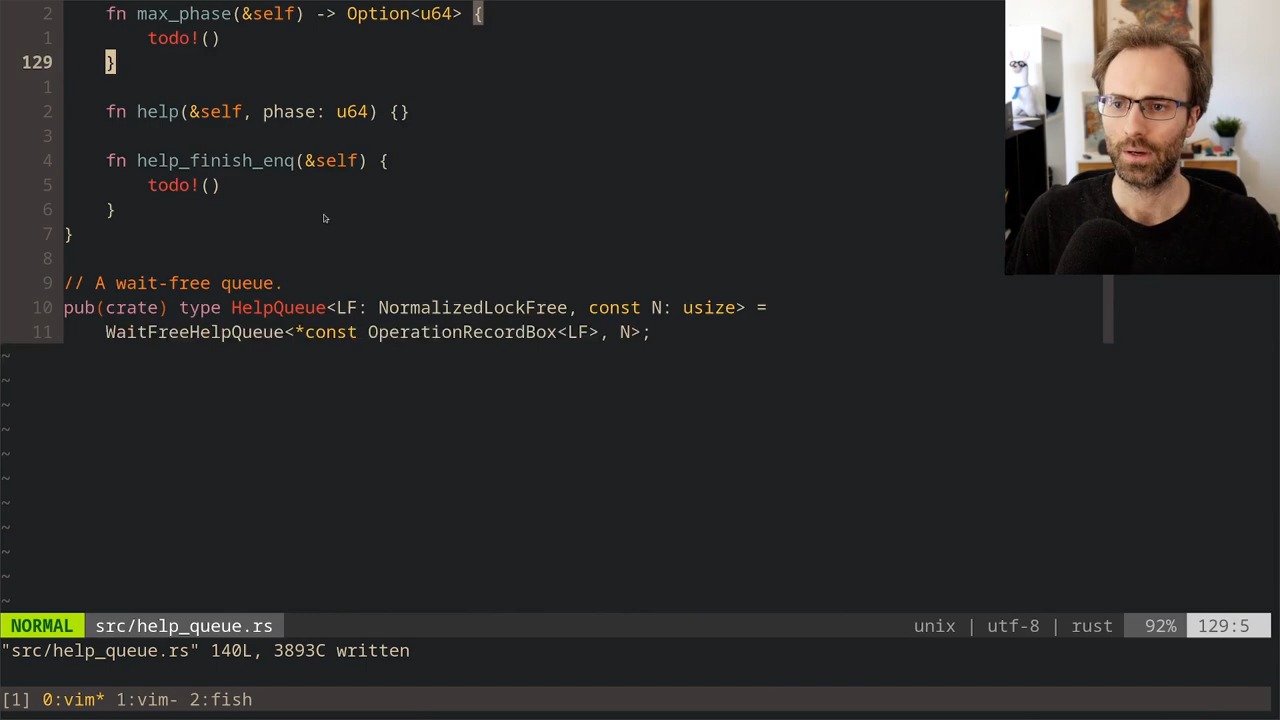 2 fn max_phase(&self) -> Option<u64> {
1 todo!()
129 }
1
2 fn help(&self, phase: u64) {}
3
4 fn help_finish_enq(&self) {
5 todo!()
6 }
7 }
8
9 // A wait-free queue.
10 pub(crate) type HelpQueue<LF: NormalizedLockFree, const N: usize> =
11 WaitFreeHelpQueue<*const OperationRecordBox<LF>, N>;
~
~
~
~
~
~
~
~
~
~
~
NORMAL src/help_queue.rs unix | utf-8 | rust 92% 129:5
"src/help_queue.rs" 140L, 3893C written
[1] 0:vim* 1:vim- 2:fish